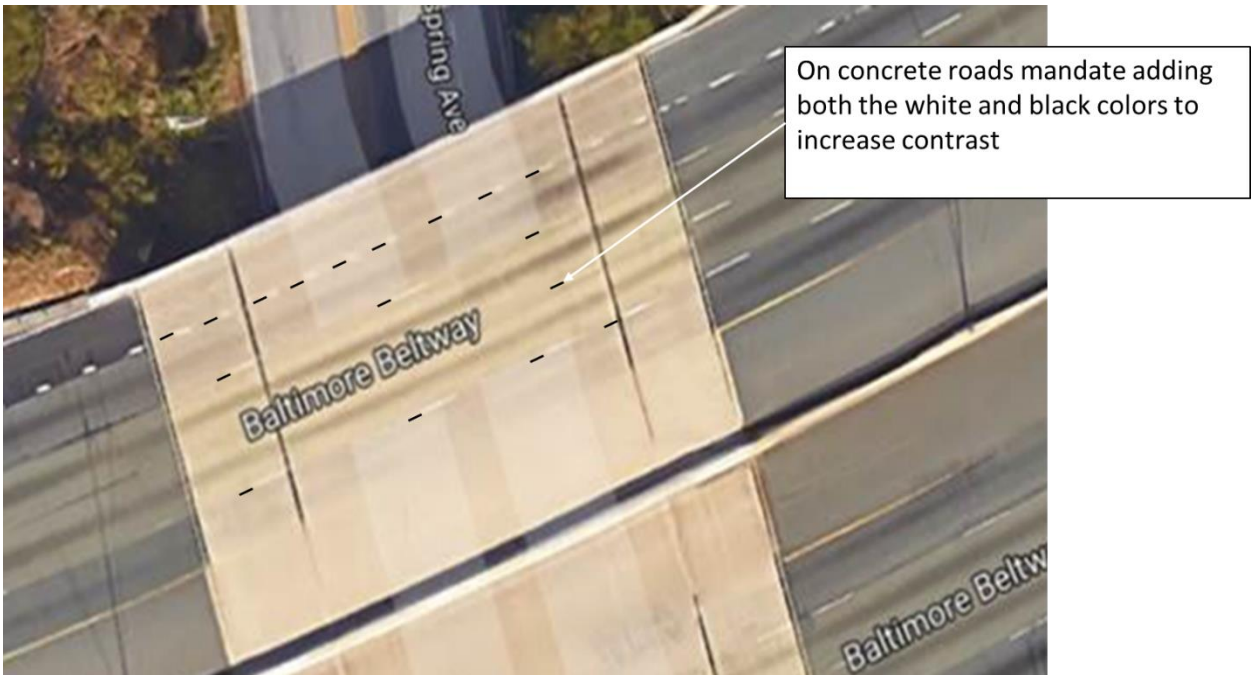 spring Ave
On concrete roads mandate adding
both the white and black colors to
increase contrast
Baltimore Beltway
Baltimore Beltw